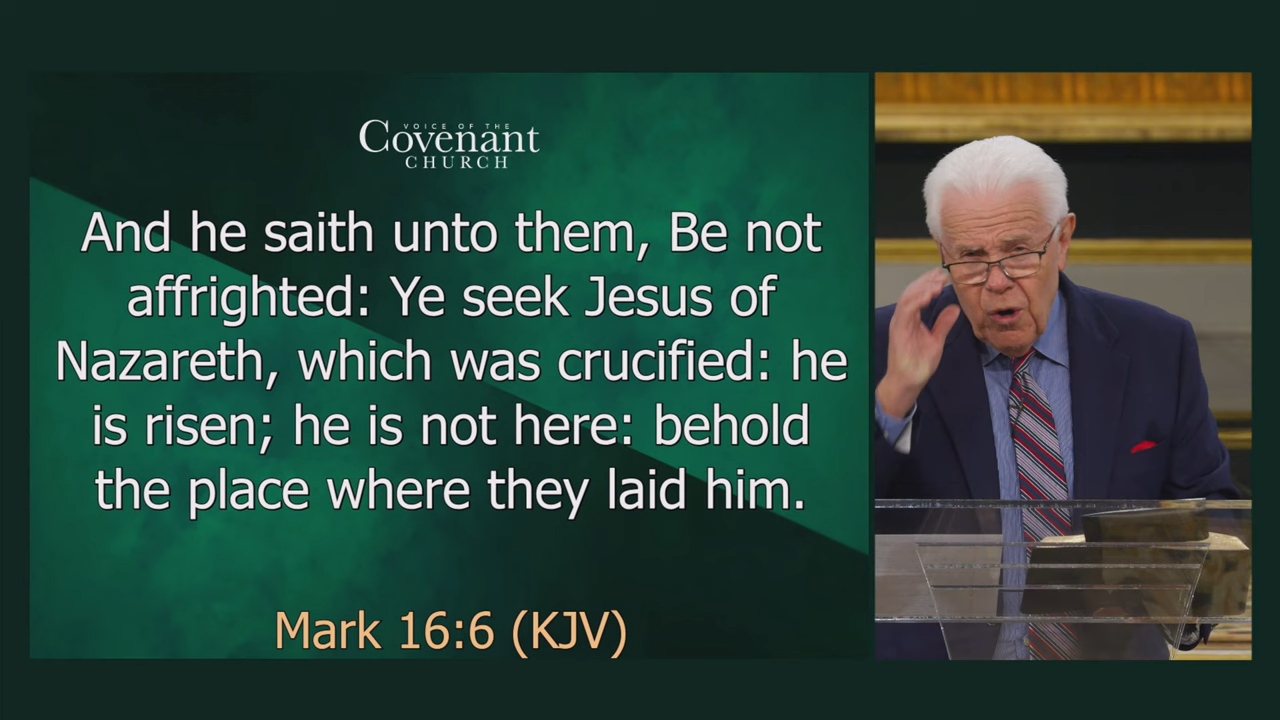 VOICE OF THE
Covenant
CHURCH
And he saith unto them, Be not
affrighted: Ye seek Jesus of
Nazareth, which was crucified: he
is risen; he is not here: behold
the place where they laid him.
Mark 16:6 (KJV)